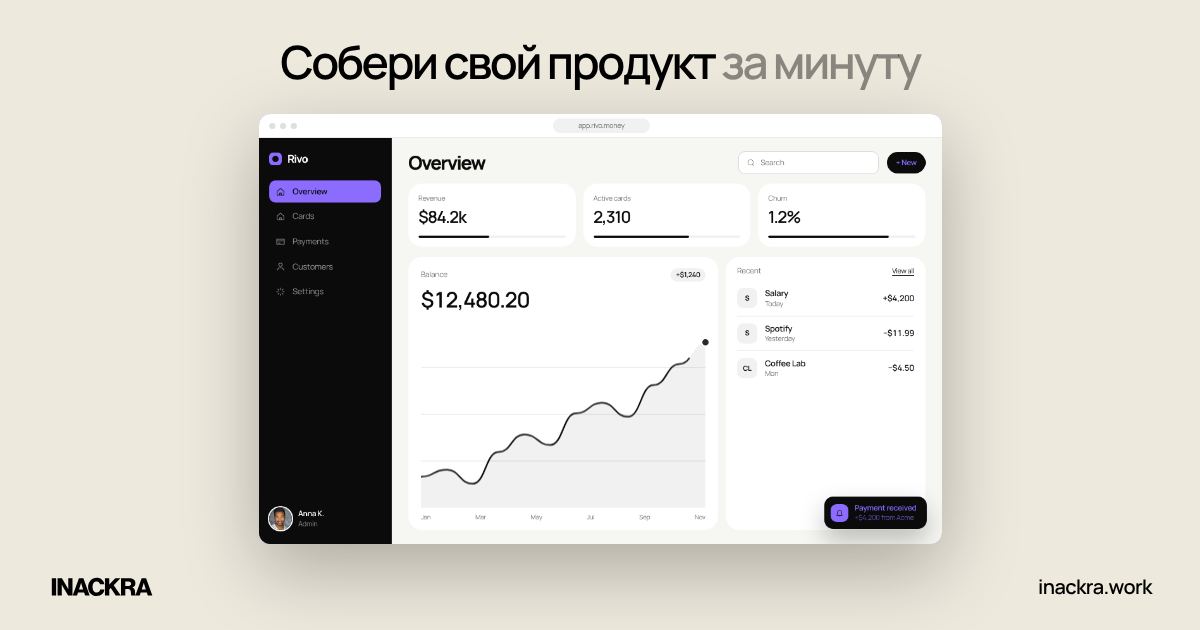 Собери свой продукт за минуту
app.rivo.money
Rivo
Overview
Cards
Payments
Customers
Settings
Anna K.
Admin
Overview
Search
+ New
Revenue
$84.2k
Active cards
2,310
Churn
1.2%
Balance
+$1,240
$12,480.20
Jan Mar May Jul Sep Nov
Recent
View all
S
Salary
Today
+$4,200
S
Spotify
Yesterday
−$11.99
CL
Coffee Lab
Mon
−$4.50
Payment received
+$4,200 from Acme
INACKRA
inackra.work